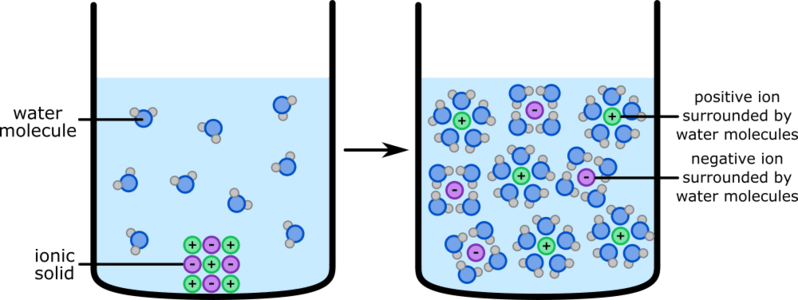 water
molecule
ionic
solid
+ - +
- + -
+ - +
+
-
+
-
+
-
-
+
+
positive ion
surrounded by
water molecules
negative ion
surrounded by
water molecules